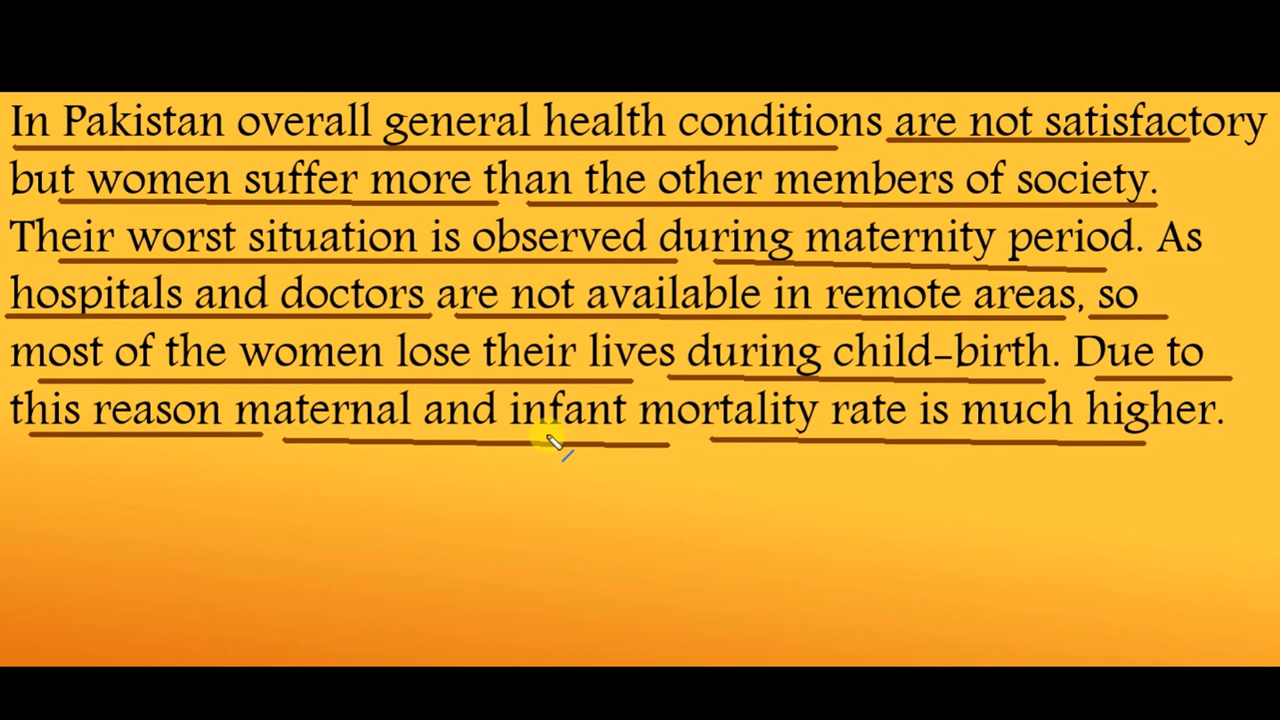 In Pakistan overall general health conditions are not satisfactory
but women suffer more than the other members of society.
Their worst situation is observed during maternity period. As
hospitals and doctors are not available in remote areas, so
most of the women lose their lives during child-birth. Due to
this reason maternal and infant mortality rate is much higher.